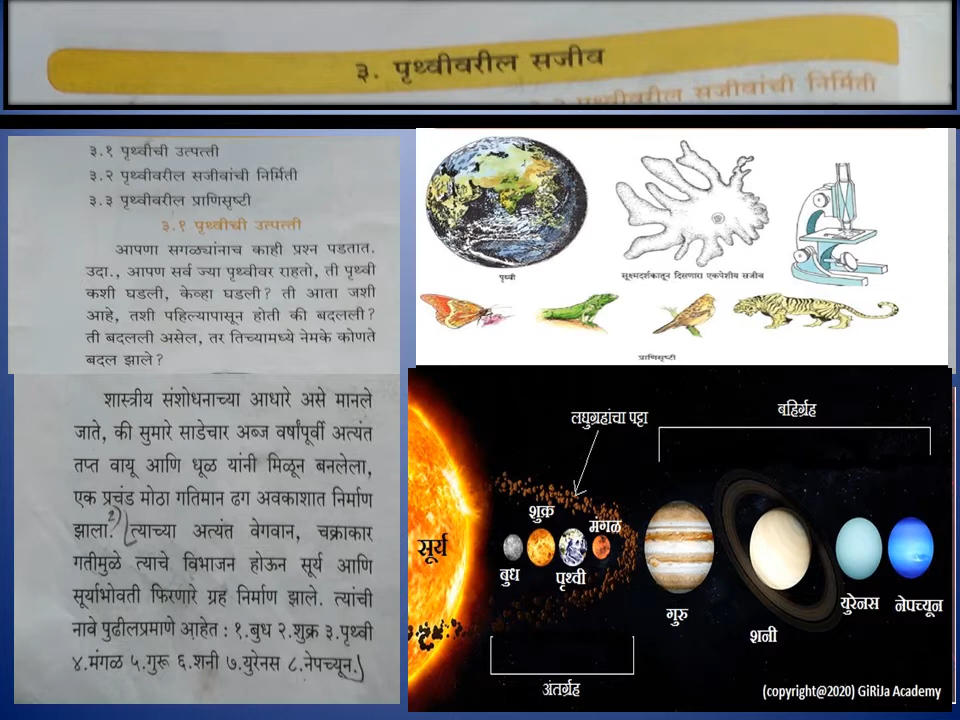 ३. पृथ्वीवरील सजीव
३.२ पृथ्वीवरील सजीवांची निर्मिती
३.१ पृथ्वीची उत्पत्ती
३.२ पृथ्वीवरील सजीवांची निर्मिती
३.३ पृथ्वीवरील प्राणिसृष्टी
३.१ पृथ्वीची उत्पत्ती
आपणा सगळ्यांनाच काही प्रश्न पडतात.
उदा., आपण सर्व ज्या पृथ्वीवर राहतो, ती पृथ्वी
कशी घडली, केव्हा घडली? ती आता जशी
आहे, तशी पहिल्यापासून होती की बदलली?
ती बदलली असेल, तर तिच्यामध्ये नेमके कोणते
बदल झाले?
पृथ्वी
सूक्ष्मदर्शकातून दिसणारा एकपेशीय सजीव
प्राणिसृष्टी
शास्त्रीय संशोधनाच्या आधारे असे मानले
जाते, की सुमारे साडेचार अब्ज वर्षांपूर्वी अत्यंत
तप्त वायू आणि धूळ यांनी मिळून बनलेला,
एक प्रचंड मोठा गतिमान ढग अवकाशात निर्माण
झाला. २) त्याच्या अत्यंत वेगवान, चक्राकार
गतीमुळे त्याचे विभाजन होऊन सूर्य आणि
सूर्याभोवती फिरणारे ग्रह निर्माण झाले. त्यांची
नावे पुढीलप्रमाणे आहेत : १.बुध २.शुक्र ३.पृथ्वी
४.मंगळ ५.गुरू ६.शनी ७.युरेनस ८.नेपच्यून.
लघुग्रहांचा पट्टा
बहिर्ग्रह
सूर्य
बुध
शुक्र
पृथ्वी
मंगळ
गुरु
शनी
युरेनस
नेपच्यून
अंतर्ग्रह
(copyright@2020) GiRiJa Academy